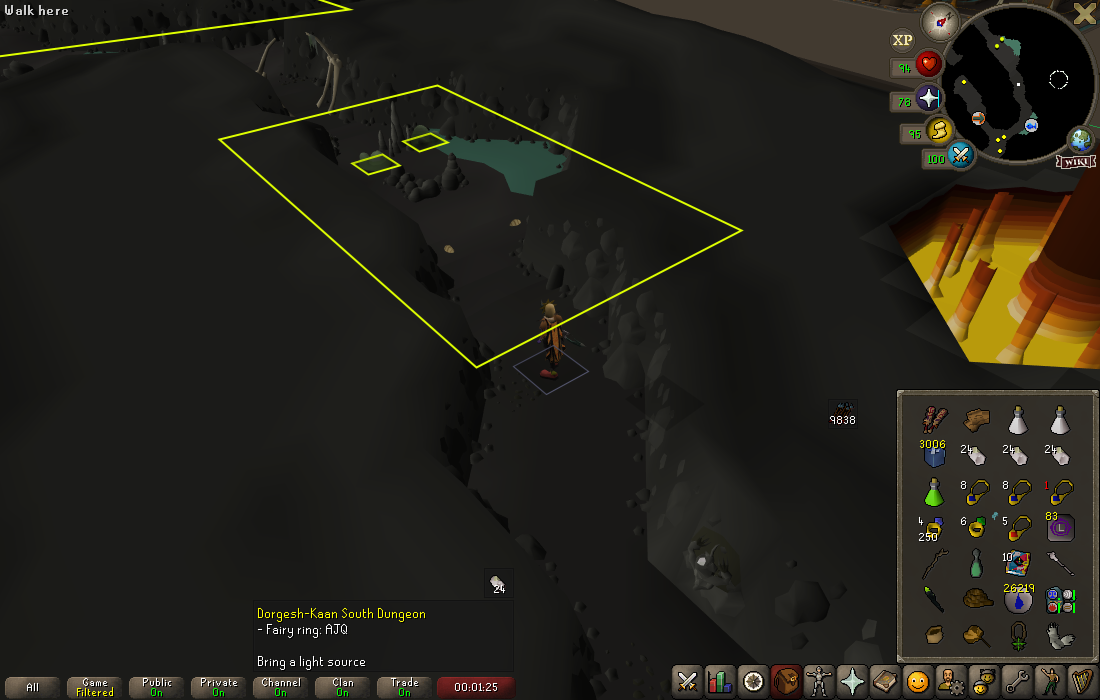 Walk here
XP
94
78
95
100
WIKI
9838
3006
24
24
24
8
8
1
4
6
5
83
250
10
26219
24
Dorgesh-Kaan South Dungeon
- Fairy ring: AJQ
Bring a light source
All
Game
Filtered
Public
On
Private
On
Channel
On
Clan
On
Trade
On
00:01:25